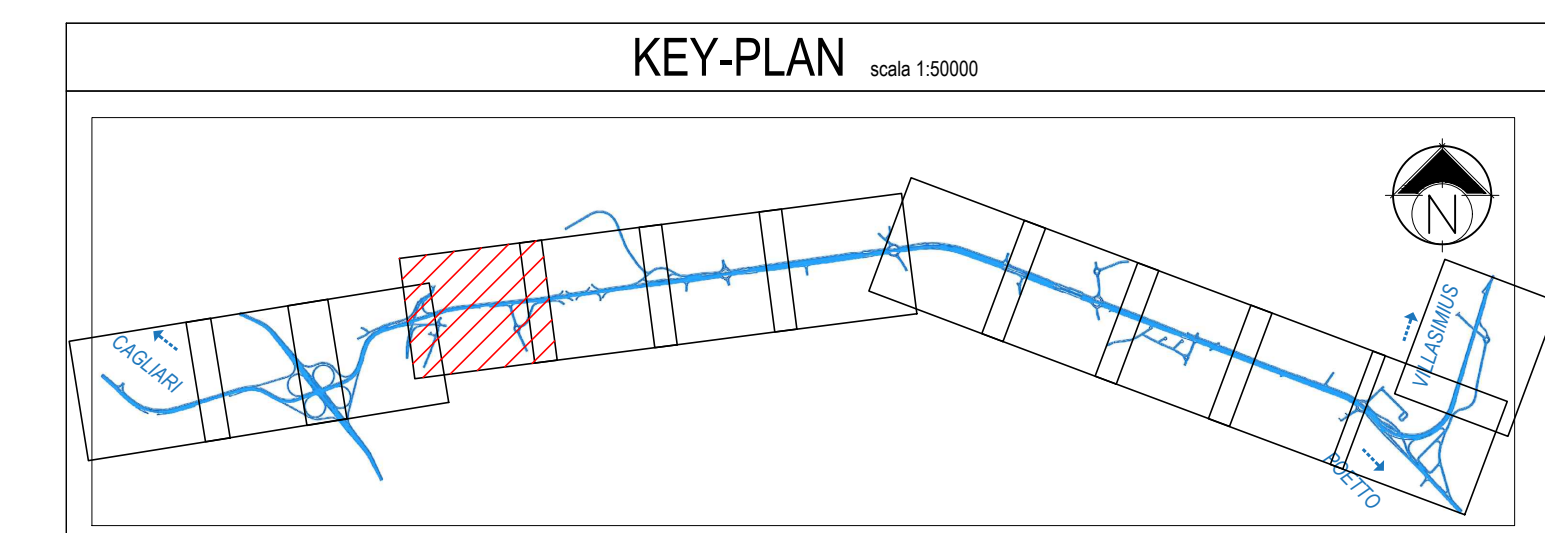 KEY-PLAN scala 1:50000
N
CAGLIARI
VILLASIMIUS
POETTO